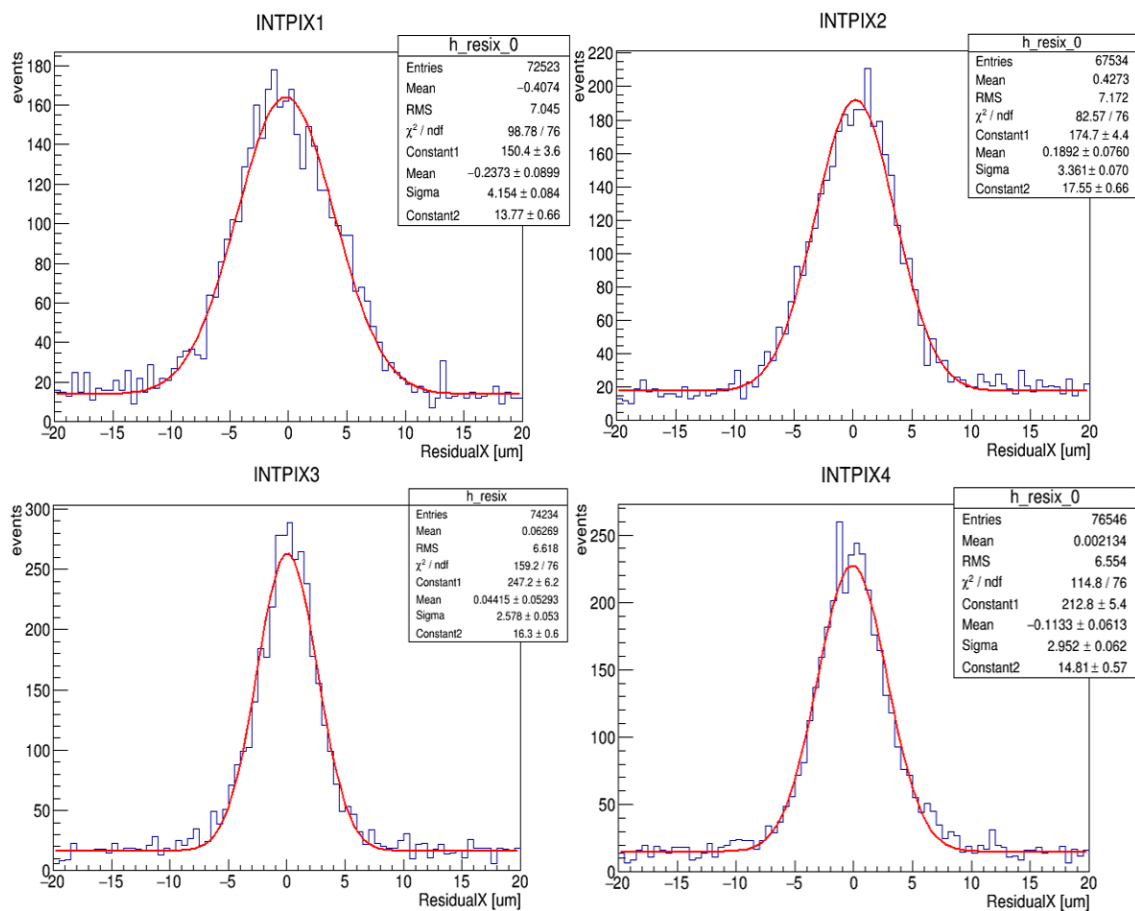 INTPIX1
events
h_resix_0
Entries 72523
Mean −0.4074
RMS 7.045
χ² / ndf 98.78 / 76
Constant1 150.4 ± 3.6
Mean −0.2373 ± 0.0899
Sigma 4.154 ± 0.084
Constant2 13.77 ± 0.66
180
160
140
120
100
80
60
40
20
0
−20 −15 −10 −5 0 5 10 15 20
ResidualX [um]
INTPIX2
events
h_resix_0
Entries 67534
Mean 0.4273
RMS 7.172
χ² / ndf 82.57 / 76
Constant1 174.7 ± 4.4
Mean 0.1892 ± 0.0760
Sigma 3.361 ± 0.070
Constant2 17.55 ± 0.66
220
200
180
160
140
120
100
80
60
40
20
0
−20 −15 −10 −5 0 5 10 15 20
ResidualX [um]
INTPIX3
events
h_resix
Entries 74234
Mean 0.06269
RMS 6.618
χ² / ndf 159.2 / 76
Constant1 247.2 ± 6.2
Mean 0.04415 ± 0.05293
Sigma 2.578 ± 0.053
Constant2 16.3 ± 0.6
300
250
200
150
100
50
0
−20 −15 −10 −5 0 5 10 15 20
ResidualX [um]
INTPIX4
events
h_resix_0
Entries 76546
Mean 0.002134
RMS 6.554
χ² / ndf 114.8 / 76
Constant1 212.8 ± 5.4
Mean −0.1133 ± 0.0613
Sigma 2.952 ± 0.062
Constant2 14.81 ± 0.57
250
200
150
100
50
0
−20 −15 −10 −5 0 5 10 15 20
ResidualX [um]